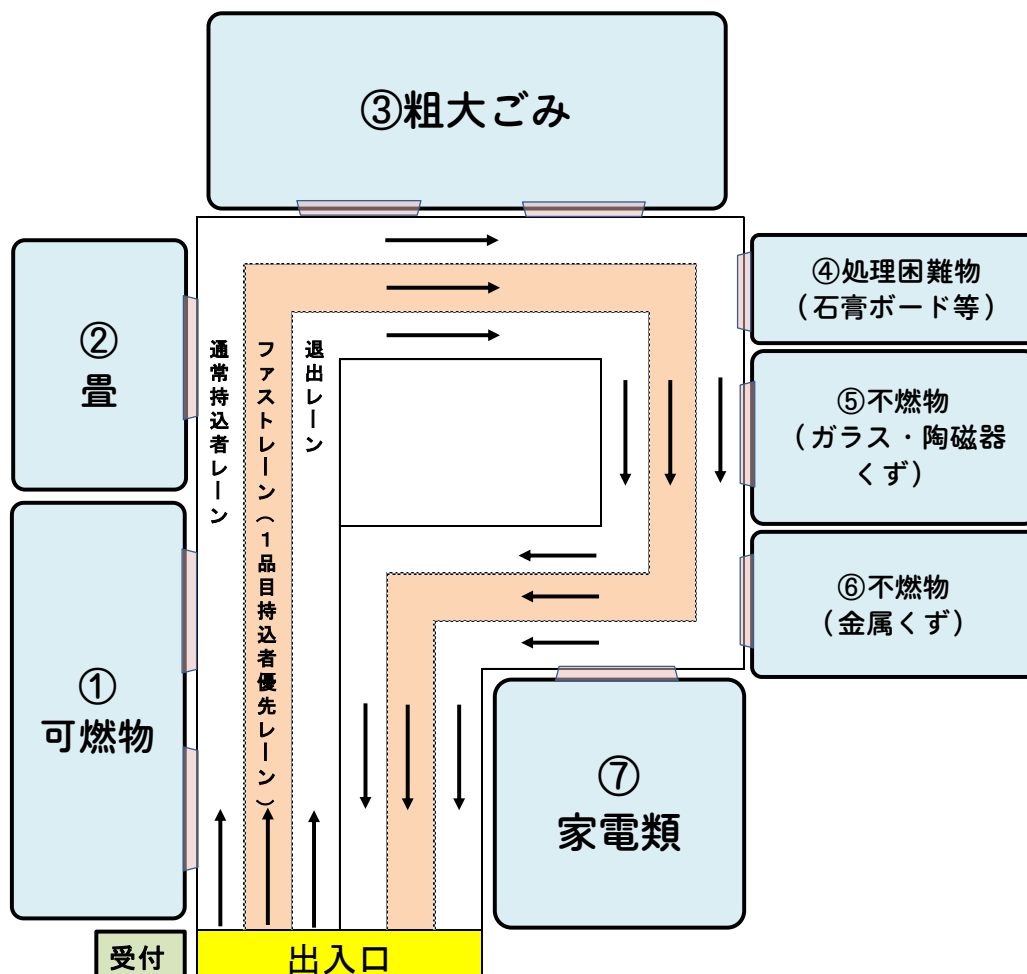 ③粗大ごみ
②
畳
①
可燃物
通常持込者レーン
ファストレーン（１品目持込者優先レーン）
退出レーン
④処理困難物
（石膏ボード等）
⑤不燃物
（ガラス・陶磁器
くず）
⑥不燃物
（金属くず）
⑦
家電類
受付
出入口